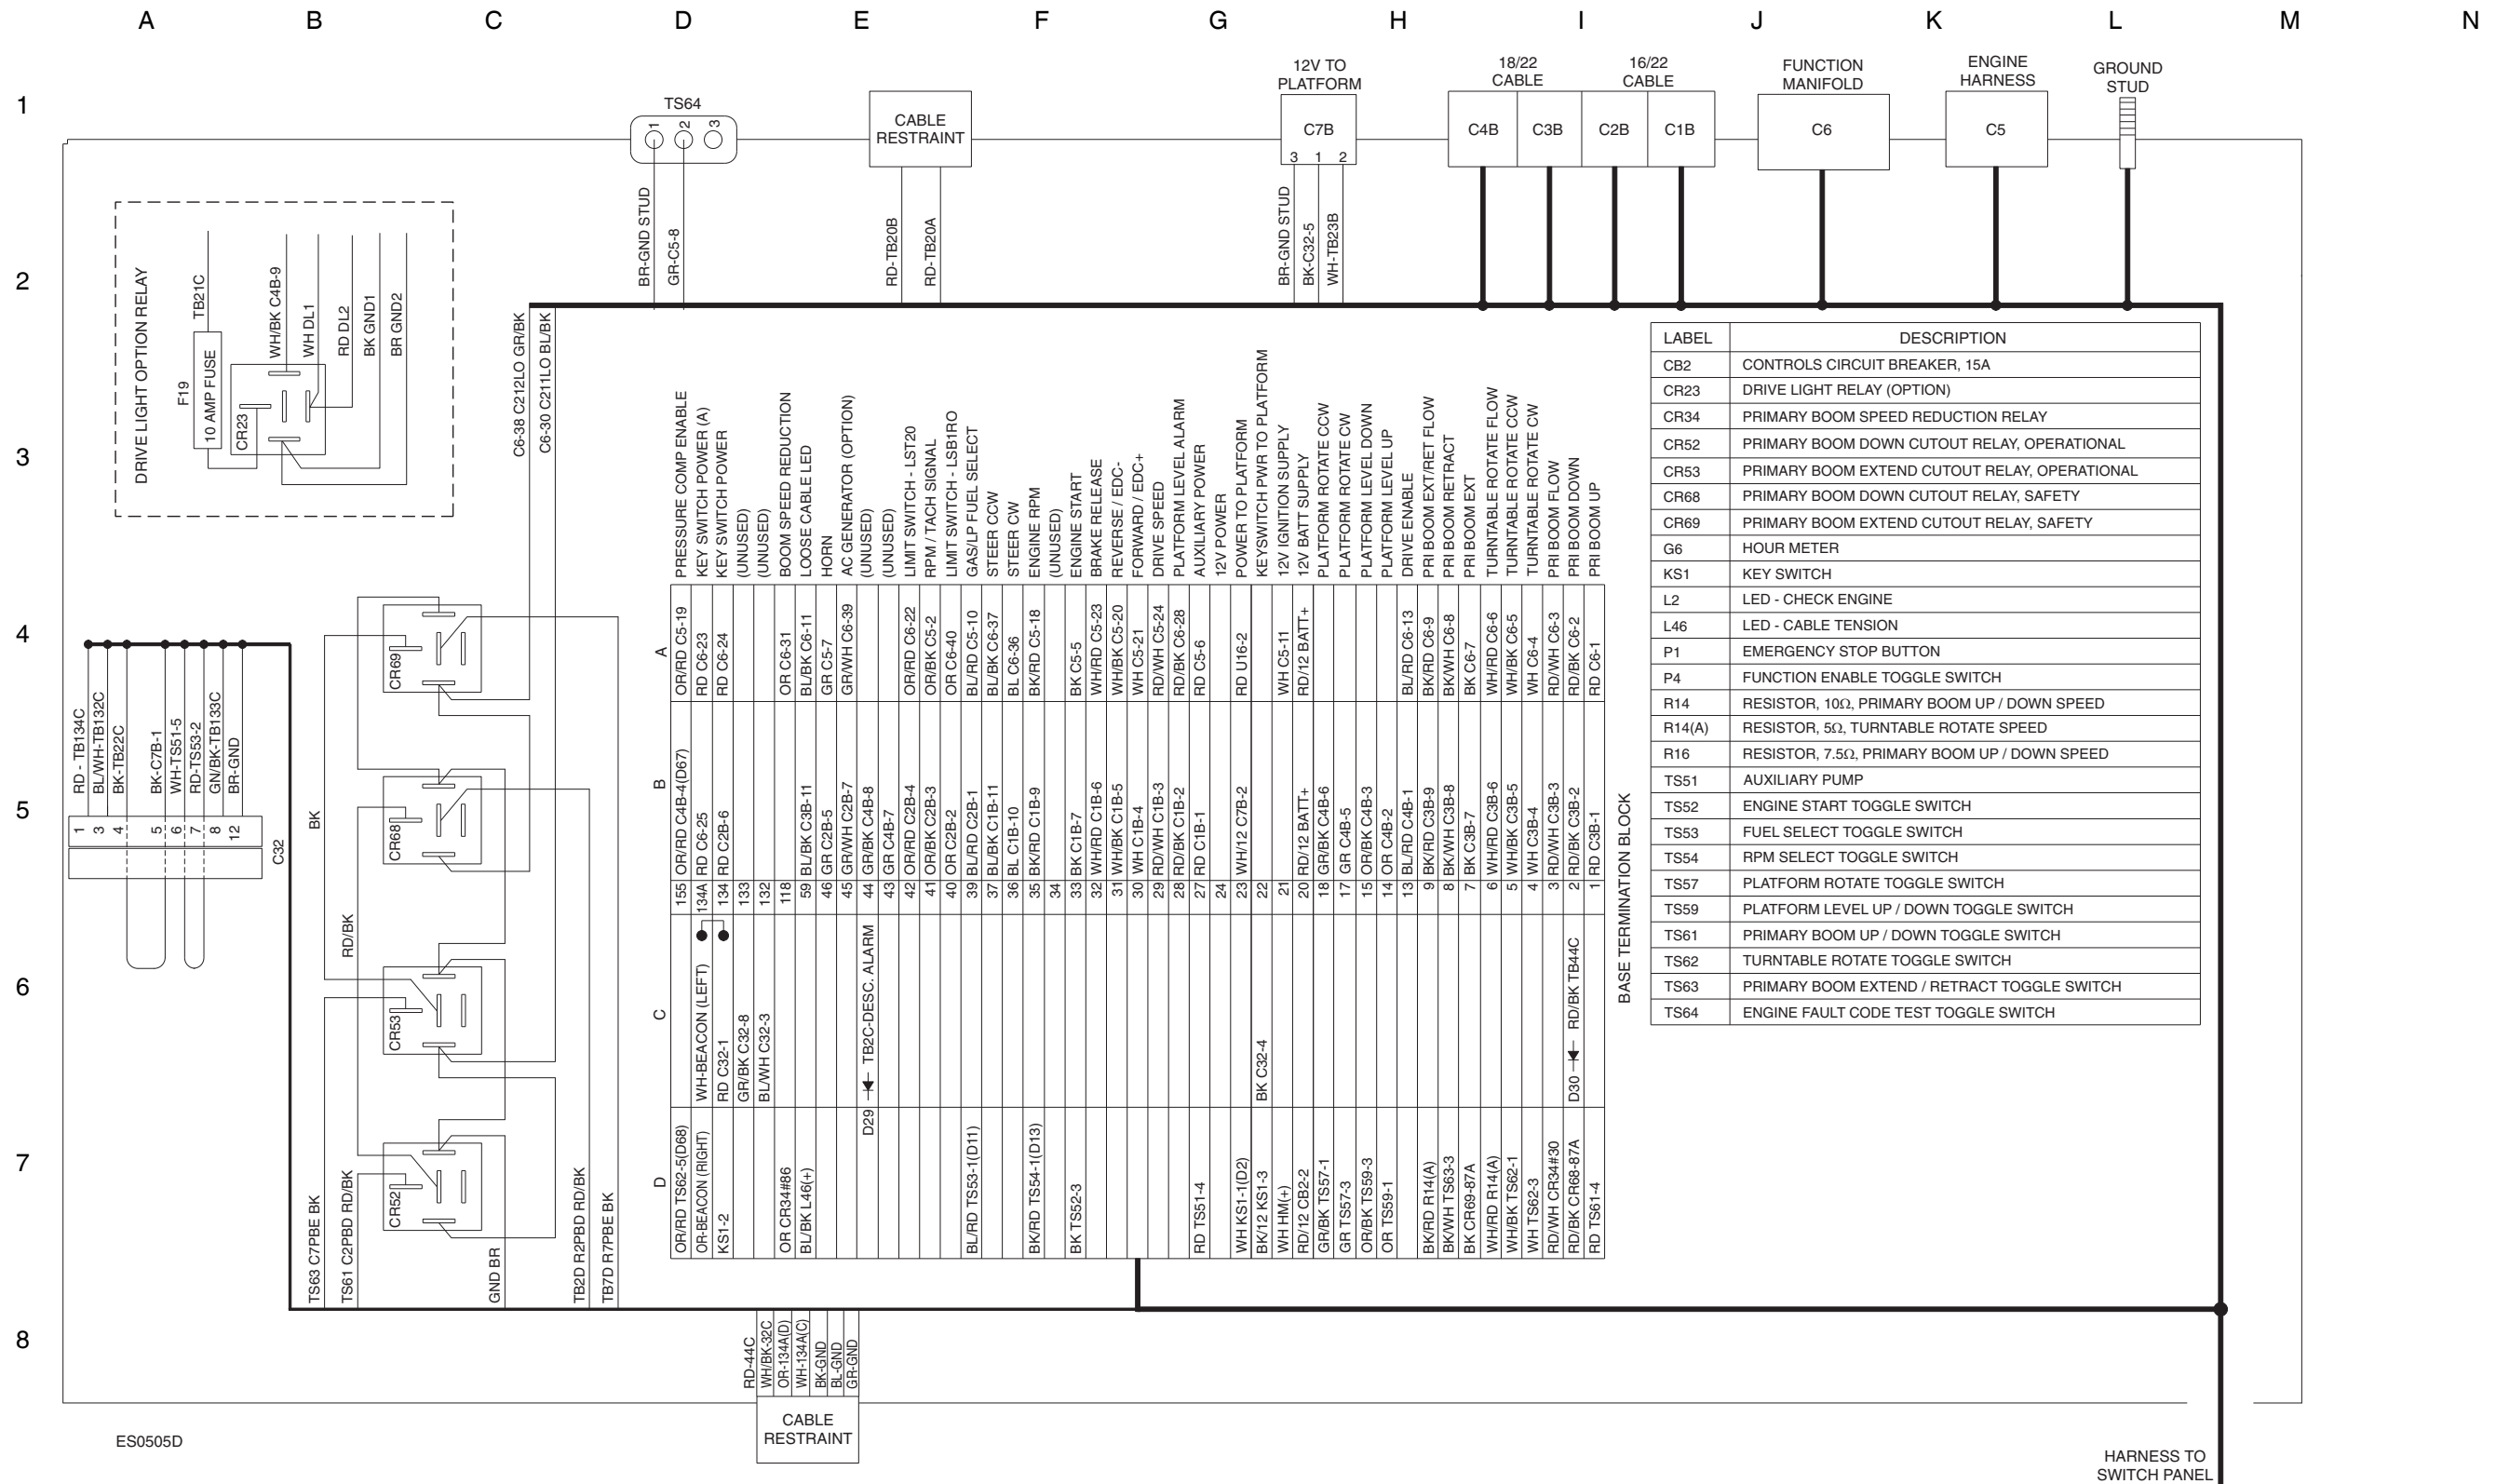 A B C D E F G H I J K L M N
1
2
3
4
5
6
7
8
TS64
1 2 3
CABLE
RESTRAINT
12V TO
PLATFORM
C7B
3 1 2
18/22
CABLE
C4B
C3B
16/22
CABLE
C2B
C1B
FUNCTION
MANIFOLD
C6
ENGINE
HARNESS
C5
GROUND
STUD
BR-GND STUD
GR-C5-8
RD-TB20B
RD-TB20A
BR-GND STUD
BK-C32-5
WH-TB23B
DRIVE LIGHT OPTION RELAY
F19
10 AMP FUSE
TB21C
CR23
WH/BK C4B-9
WH DL1
RD DL2
BK GND1
BR GND2
C6-38 C212LO GR/BK
C6-30 C211LO BL/BK
RD - TB134C
BL/WH-TB132C
BK-TB22C
BK-C7B-1
WH-TS51-5
RD-TS53-2
GN/BK-TB133C
BR-GND
1 3 4 5 6 7 8 12
C32
BK
RD/BK
CR69
CR68
CR53
CR52
TS63 C7PBE BK
TS61 C2PBD RD/BK
GND BR
TB2D R2PBD RD/BK
TB7D R7PBE BK
A
B
C
D
PRESSURE COMP ENABLE OR/RD C5-19 OR/RD C4B-4(D67) 155 OR/RD TS62-5(D68)
KEY SWITCH POWER (A) RD C6-23 RD C6-25 134A WH-BEACON (LEFT) OR-BEACON (RIGHT)
KEY SWITCH POWER RD C6-24 RD C2B-6 134 RD C32-1 KS1-2
(UNUSED) 133 GR/BK C32-8
(UNUSED) 132 BL/WH C32-3
BOOM SPEED REDUCTION OR C6-31 118 OR CR34#86
LOOSE CABLE LED BL/BK C6-11 BL/BK C3B-11 59 BL/BK L46(+)
HORN GR C5-7 GR C2B-5 46
AC GENERATOR (OPTION) GR/WH C6-39 GR/WH C2B-7 45
(UNUSED) GR/BK C4B-8 44 D29 TB2C-DESC. ALARM
(UNUSED) GR C4B-7 43
LIMIT SWITCH - LST20 OR/RD C6-22 OR/RD C2B-4 42
RPM / TACH SIGNAL OR/BK C5-2 OR/BK C2B-3 41
LIMIT SWITCH - LSB1RO OR C6-40 OR C2B-2 40
GAS/LP FUEL SELECT BL/RD C5-10 BL/RD C2B-1 39 BL/RD TS53-1(D11)
STEER CCW BL/BK C6-37 BL/BK C1B-11 37
STEER CW BL C6-36 BL C1B-10 36
ENGINE RPM BK/RD C5-18 BK/RD C1B-9 35 BK/RD TS54-1(D13)
(UNUSED) 34
ENGINE START BK C5-5 BK C1B-7 33 BK TS52-3
BRAKE RELEASE WH/RD C5-23 WH/RD C1B-6 32
REVERSE / EDC- WH/BK C5-20 WH/BK C1B-5 31
FORWARD / EDC+ WH C5-21 WH C1B-4 30
DRIVE SPEED RD/WH C5-24 RD/WH C1B-3 29
PLATFORM LEVEL ALARM RD/BK C6-28 RD/BK C1B-2 28
AUXILIARY POWER RD C5-6 RD C1B-1 27 RD TS51-4
12V POWER 24
POWER TO PLATFORM RD U16-2 WH/12 C7B-2 23 WH KS1-1(D2)
KEYSWITCH PWR TO PLATFORM 22 BK C32-4 BK/12 KS1-3
12V IGNITION SUPPLY WH C5-11 21 WH HM(+)
12V BATT SUPPLY RD/12 BATT+ RD/12 BATT+ 20 RD/12 CB2-2
PLATFORM ROTATE CCW GR/BK C4B-6 18 GR/BK TS57-1
PLATFORM ROTATE CW GR C4B-5 17 GR TS57-3
PLATFORM LEVEL DOWN OR/BK C4B-3 15 OR/BK TS59-3
PLATFORM LEVEL UP OR C4B-2 14 OR TS59-1
DRIVE ENABLE BL/RD C6-13 BL/RD C4B-1 13
PRI BOOM EXT/RET FLOW BK/RD C6-9 BK/RD C3B-9 9 BK/RD R14(A)
PRI BOOM RETRACT BK/WH C6-8 BK/WH C3B-8 8 BK/WH TS63-3
PRI BOOM EXT BK C6-7 BK C3B-7 7 BK CR69-87A
TURNTABLE ROTATE FLOW WH/RD C6-6 WH/RD C3B-6 6 WH/RD R14(A)
TURNTABLE ROTATE CCW WH/BK C6-5 WH/BK C3B-5 5 WH/BK TS62-1
TURNTABLE ROTATE CW WH C6-4 WH C3B-4 4 WH TS62-3
PRI BOOM FLOW RD/WH C6-3 RD/WH C3B-3 3 RD/WH CR34#30
PRI BOOM DOWN RD/BK C6-2 RD/BK C3B-2 2 D30 RD/BK TB44C RD/BK CR68-87A
PRI BOOM UP RD C6-1 RD C3B-1 1 RD TS61-4
BASE TERMINATION BLOCK
LABEL DESCRIPTION
CB2 CONTROLS CIRCUIT BREAKER, 15A
CR23 DRIVE LIGHT RELAY (OPTION)
CR34 PRIMARY BOOM SPEED REDUCTION RELAY
CR52 PRIMARY BOOM DOWN CUTOUT RELAY, OPERATIONAL
CR53 PRIMARY BOOM EXTEND CUTOUT RELAY, OPERATIONAL
CR68 PRIMARY BOOM DOWN CUTOUT RELAY, SAFETY
CR69 PRIMARY BOOM EXTEND CUTOUT RELAY, SAFETY
G6 HOUR METER
KS1 KEY SWITCH
L2 LED - CHECK ENGINE
L46 LED - CABLE TENSION
P1 EMERGENCY STOP BUTTON
P4 FUNCTION ENABLE TOGGLE SWITCH
R14 RESISTOR, 10Ω, PRIMARY BOOM UP / DOWN SPEED
R14(A) RESISTOR, 5Ω, TURNTABLE ROTATE SPEED
R16 RESISTOR, 7.5Ω, PRIMARY BOOM UP / DOWN SPEED
TS51 AUXILIARY PUMP
TS52 ENGINE START TOGGLE SWITCH
TS53 FUEL SELECT TOGGLE SWITCH
TS54 RPM SELECT TOGGLE SWITCH
TS57 PLATFORM ROTATE TOGGLE SWITCH
TS59 PLATFORM LEVEL UP / DOWN TOGGLE SWITCH
TS61 PRIMARY BOOM UP / DOWN TOGGLE SWITCH
TS62 TURNTABLE ROTATE TOGGLE SWITCH
TS63 PRIMARY BOOM EXTEND / RETRACT TOGGLE SWITCH
TS64 ENGINE FAULT CODE TEST TOGGLE SWITCH
RD-44C
WH/BK-32C
OR-134A(D)
WH-134A(C)
BK-GND
BL-GND
GR-GND
CABLE
RESTRAINT
ES0505D
HARNESS TO
SWITCH PANEL